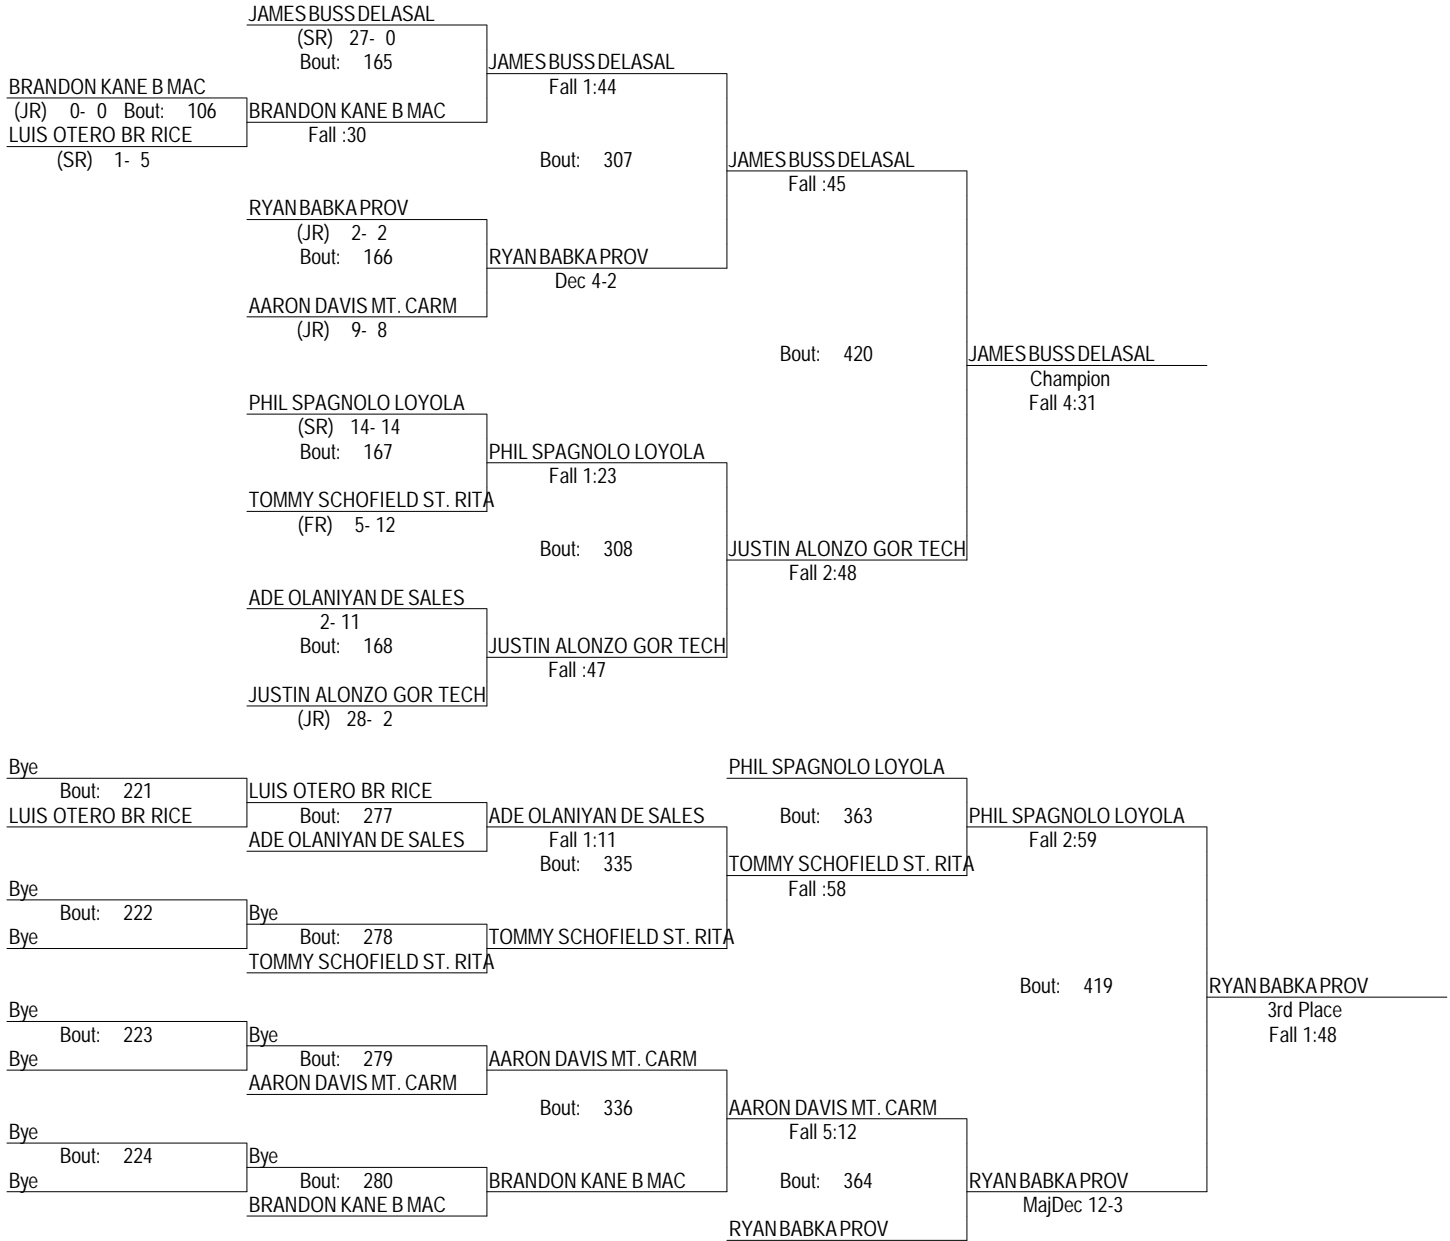 JAMES BUSS DELASAL
(SR) 27- 0
Bout: 165
JAMES BUSS DELASAL
Fall 1:44
BRANDON KANE B MAC
(JR) 0- 0 Bout: 106
BRANDON KANE B MAC
Fall :30
LUIS OTERO BR RICE
(SR) 1- 5
Bout: 307
JAMES BUSS DELASAL
Fall :45
RYAN BABKA PROV
(JR) 2- 2
Bout: 166
RYAN BABKA PROV
Dec 4-2
AARON DAVIS MT. CARM
(JR) 9- 8
Bout: 420
JAMES BUSS DELASAL
Champion
Fall 4:31
PHIL SPAGNOLO LOYOLA
(SR) 14- 14
Bout: 167
PHIL SPAGNOLO LOYOLA
Fall 1:23
TOMMY SCHOFIELD ST. RITA
(FR) 5- 12
Bout: 308
JUSTIN ALONZO GOR TECH
Fall 2:48
ADE OLANIYAN DE SALES
2- 11
Bout: 168
JUSTIN ALONZO GOR TECH
Fall :47
JUSTIN ALONZO GOR TECH
(JR) 28- 2
Bye
Bout: 221
LUIS OTERO BR RICE
LUIS OTERO BR RICE
Bout: 277
ADE OLANIYAN DE SALES
ADE OLANIYAN DE SALES
Fall 1:11
Bout: 335
PHIL SPAGNOLO LOYOLA
Bout: 363
PHIL SPAGNOLO LOYOLA
Fall 2:59
TOMMY SCHOFIELD ST. RITA
Fall :58
Bye
Bout: 222
Bye
Bye
Bout: 278
TOMMY SCHOFIELD ST. RITA
TOMMY SCHOFIELD ST. RITA
Bout: 419
RYAN BABKA PROV
3rd Place
Fall 1:48
Bye
Bout: 223
Bye
Bye
Bout: 279
AARON DAVIS MT. CARM
AARON DAVIS MT. CARM
Bout: 336
AARON DAVIS MT. CARM
Fall 5:12
Bye
Bout: 224
Bye
Bye
Bout: 280
BRANDON KANE B MAC
BRANDON KANE B MAC
Bout: 364
RYAN BABKA PROV
MajDec 12-3
RYAN BABKA PROV